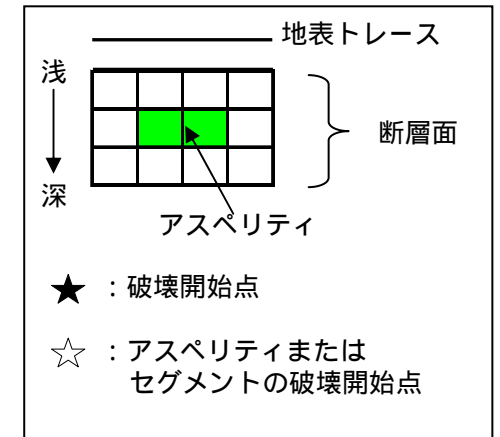 地表トレース
浅
深
断層面
アスペリティ
★:破壊開始点
☆:アスペリティまたは
セグメントの破壊開始点